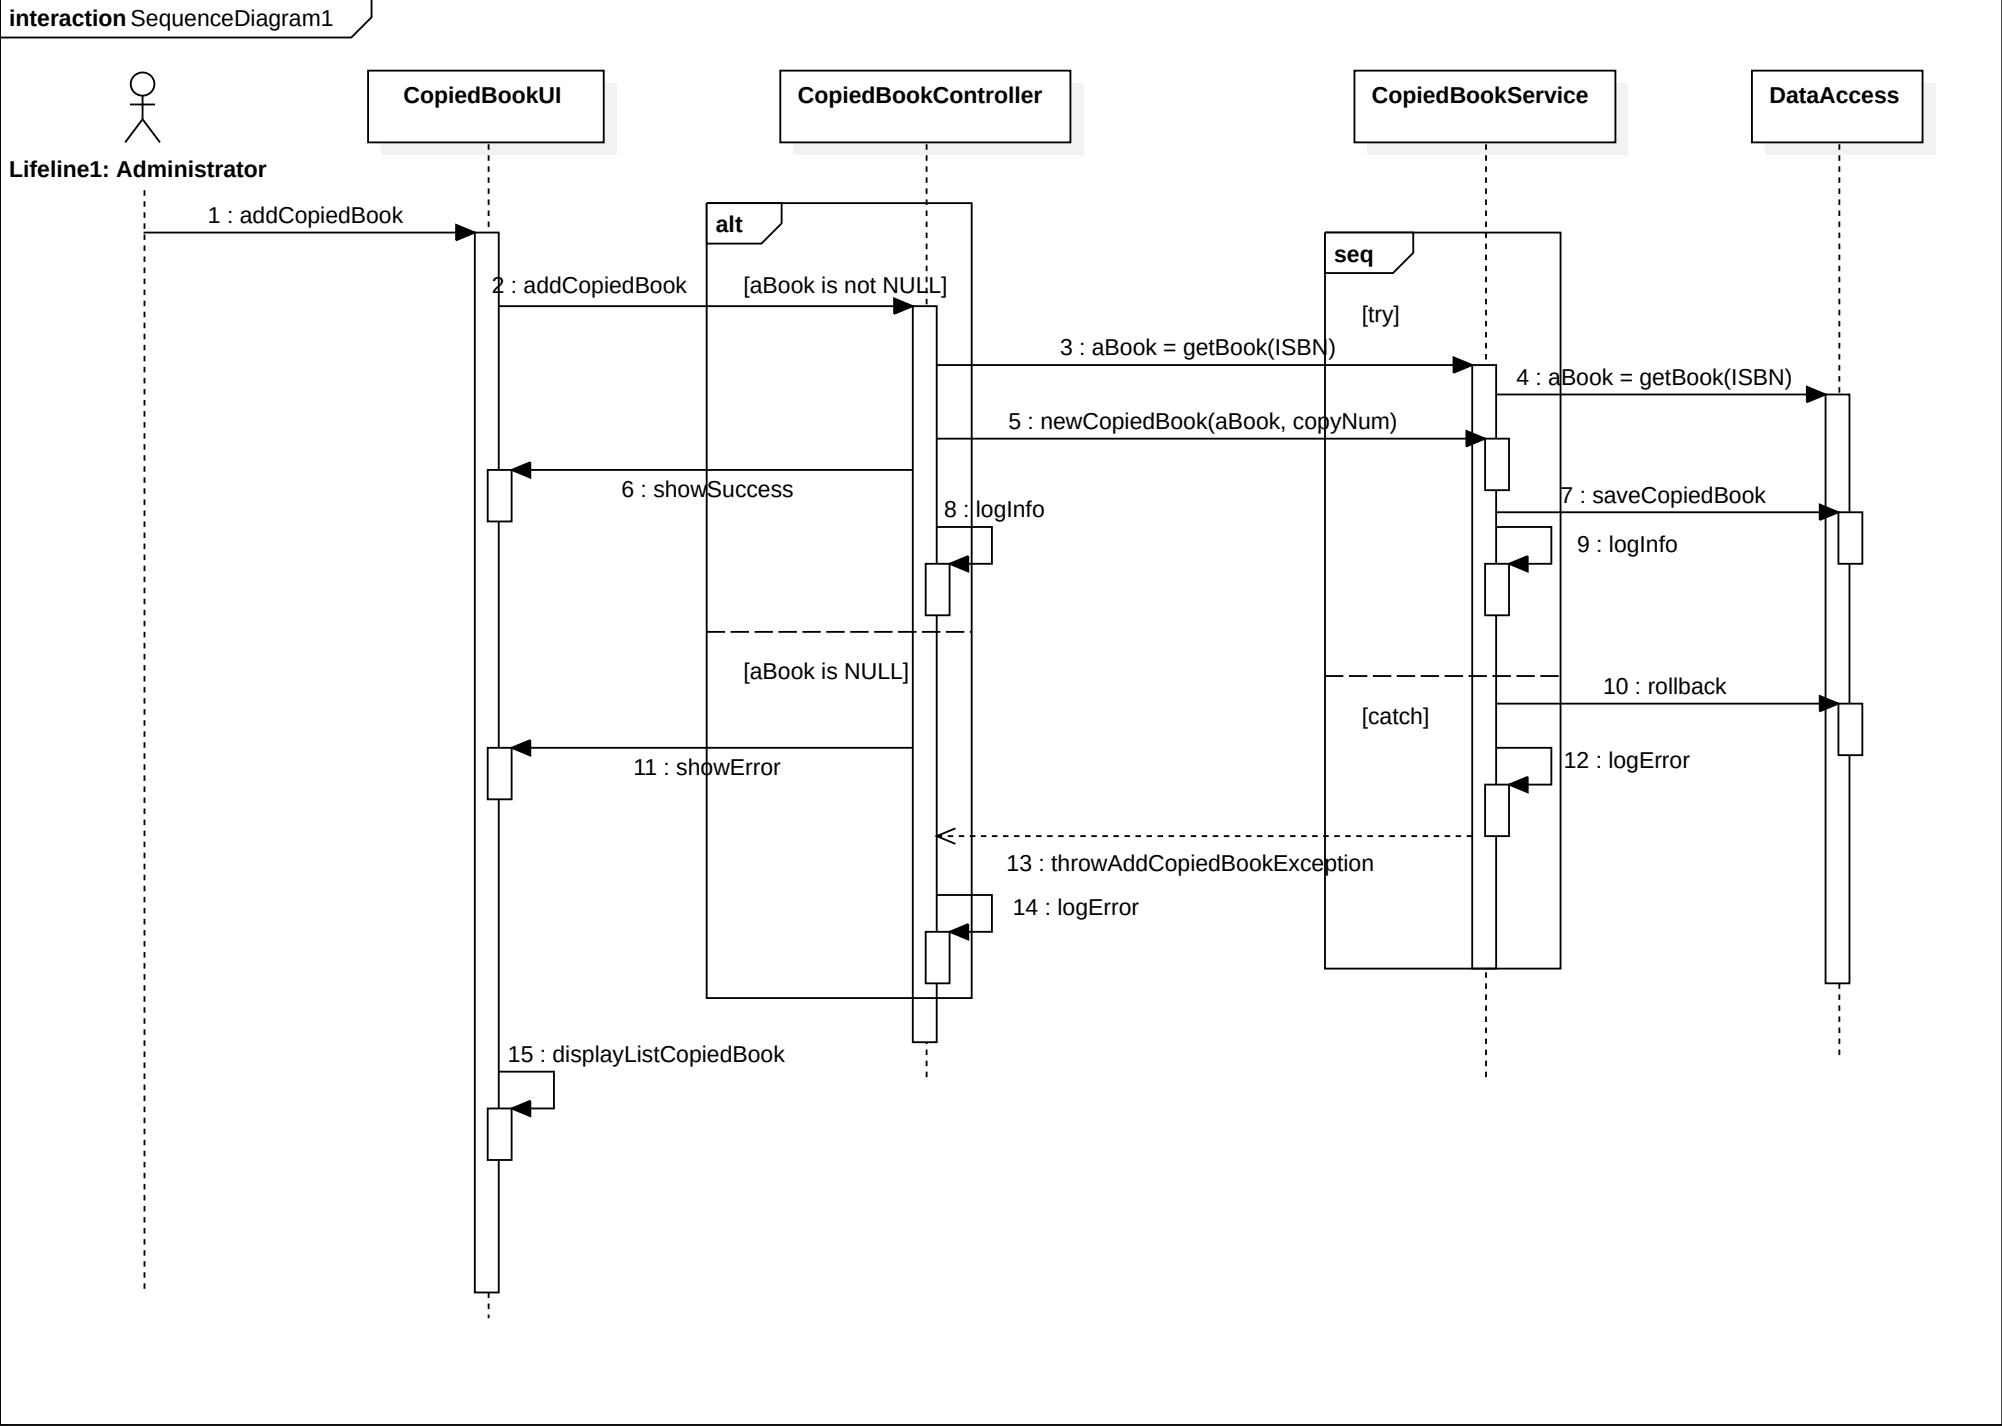 interaction SequenceDiagram1
CopiedBookUI
CopiedBookController
CopiedBookService
DataAccess
Lifeline1: Administrator
1 : addCopiedBook
alt
seq
2 : addCopiedBook
[aBook is not NULL]
[try]
3 : aBook = getBook(ISBN)
4 : aBook = getBook(ISBN)
5 : newCopiedBook(aBook, copyNum)
6 : showSuccess
7 : saveCopiedBook
8 : logInfo
9 : logInfo
[aBook is NULL]
10 : rollback
[catch]
11 : showError
12 : logError
13 : throwAddCopiedBookException
14 : logError
15 : displayListCopiedBook